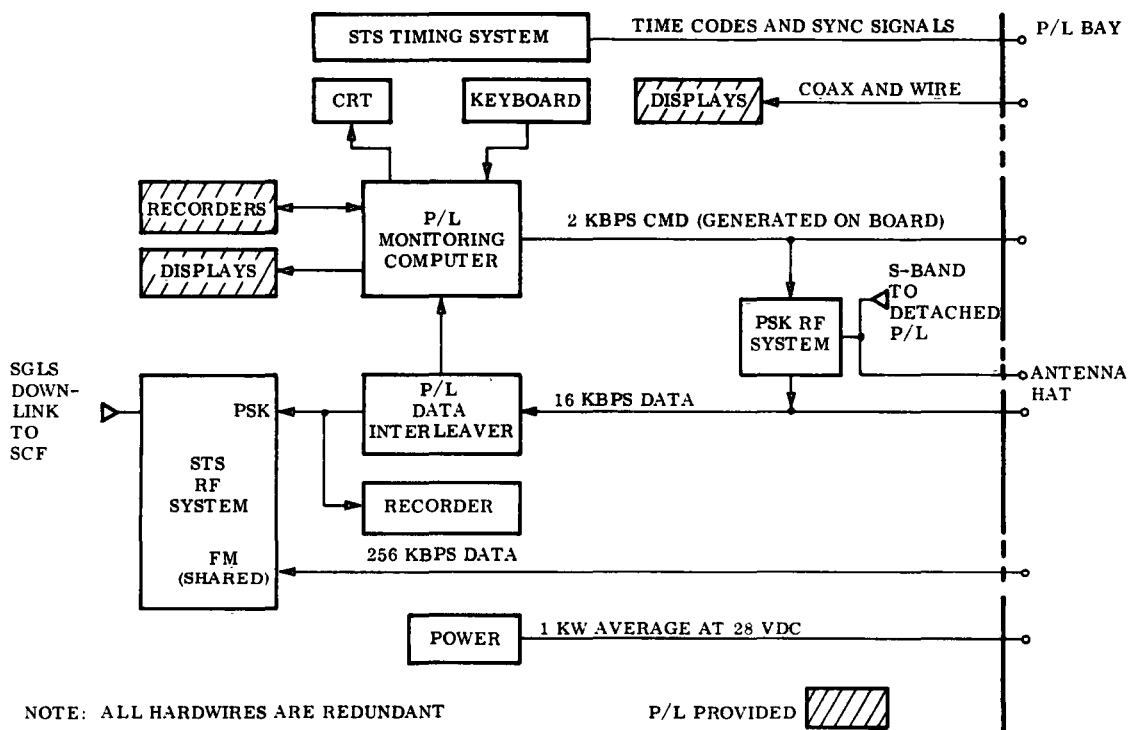 STS TIMING SYSTEM
TIME CODES AND SYNC SIGNALS
P/L BAY
CRT
KEYBOARD
DISPLAYS
COAX AND WIRE
RECORDERS
P/L
MONITORING
COMPUTER
2 KBPS CMD (GENERATED ON BOARD)
DISPLAYS
S-BAND
TO
DETACHED
P/L
PSK RF
SYSTEM
SGLS
DOWN-
LINK
TO
SCF
PSK
STS
RF
SYSTEM
FM
(SHARED)
P/L
DATA
INTERLEAVER
16 KBPS DATA
ANTENNA
HAT
RECORDER
256 KBPS DATA
POWER
1 KW AVERAGE AT 28 VDC
NOTE: ALL HARDWIRES ARE REDUNDANT
P/L PROVIDED